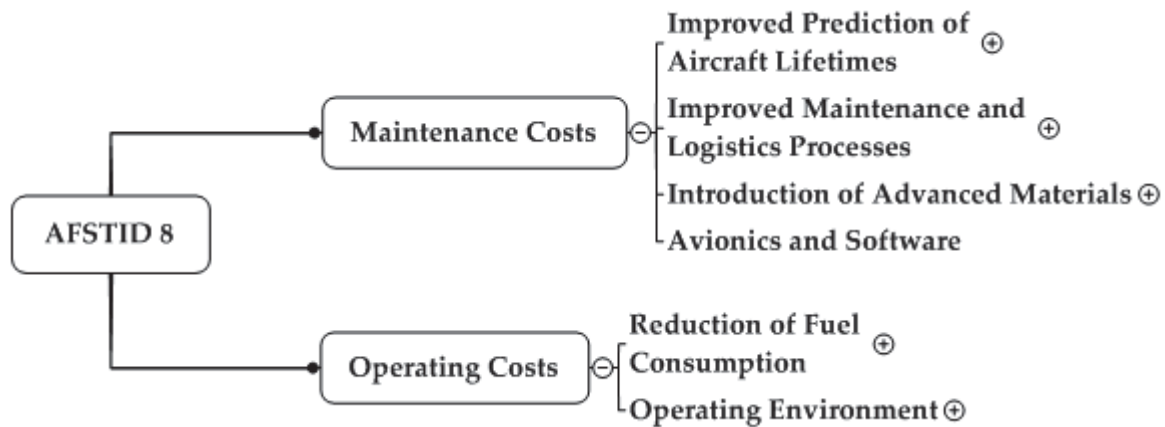 Improved Prediction of
Aircraft Lifetimes
Improved Maintenance and
Logistics Processes
Maintenance Costs
Introduction of Advanced Materials
Avionics and Software
AFSTID 8
Reduction of Fuel
Consumption
Operating Costs
Operating Environment